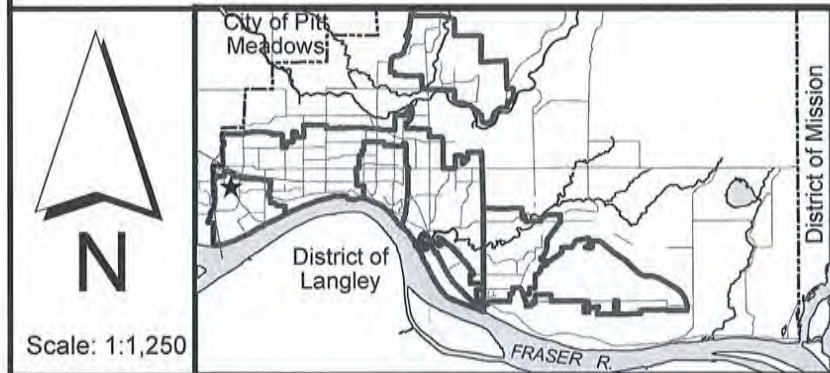 City of Pitt
Meadows
District of Mission
District of
Langley
N
Scale: 1:1,250
FRASER R.